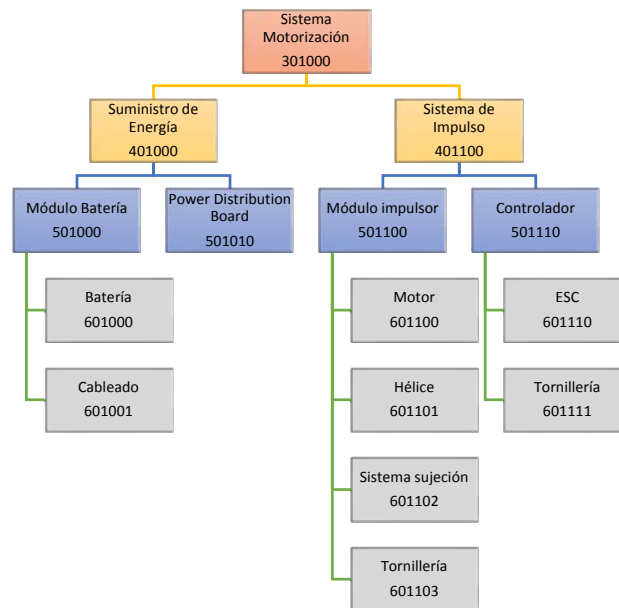 Sistema
Motorización
301000
Suministro de
Energía
401000
Sistema de
Impulso
401100
Módulo Batería
501000
Power Distribution
Board
501010
Módulo impulsor
501100
Controlador
501110
Batería
601000
Motor
601100
ESC
601110
Cableado
601001
Hélice
601101
Tornillería
601111
Sistema sujeción
601102
Tornillería
601103